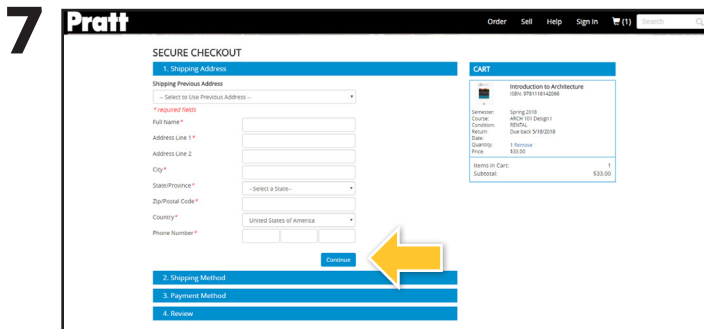 7
Pratt
Order Sell Help Sign In (1) Search
SECURE CHECKOUT
1. Shipping Address
Shipping Previous Address
-- Select to Use Previous Address --
* required fields
Full Name*
Address Line 1*
Address Line 2
City*
State/Province*
--Select a State--
Zip/Postal Code*
Country*
United States of America
Phone Number*
Continue
2. Shipping Method
3. Payment Method
4. Review
CART
Introduction to Architecture
ISBN: 9781118142066
Semester: Spring 2018
Course: ARCH 101 Design I
Condition: RENTAL
Return Date: Due back 5/18/2018
Quantity: 1 Remove
Price: $33.00
Items in Cart: 1
Subtotal: $33.00